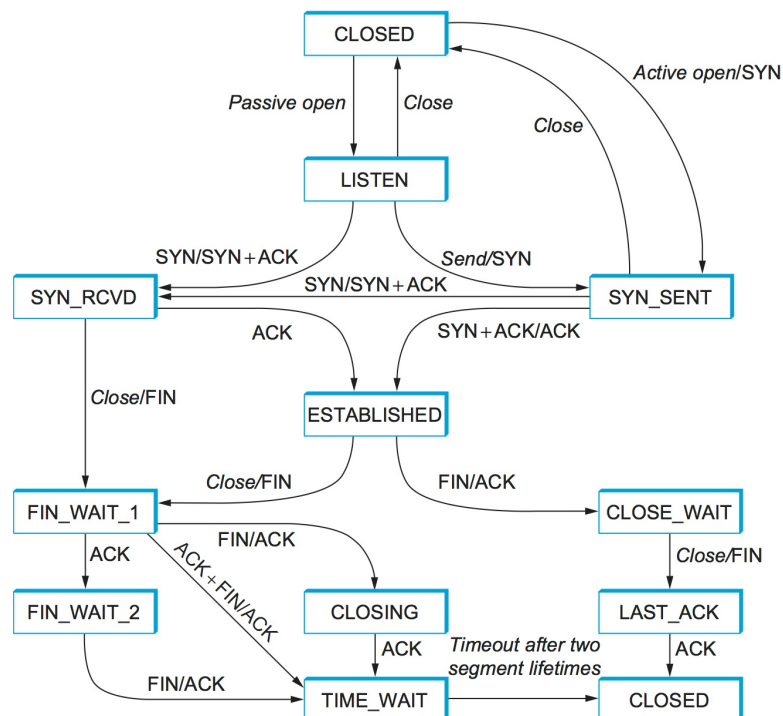 CLOSED
Active open/SYN
Passive open
Close
Close
LISTEN
SYN/SYN + ACK
Send/SYN
SYN/SYN + ACK
SYN_RCVD
SYN_SENT
ACK
SYN + ACK/ACK
Close/FIN
ESTABLISHED
Close/FIN
FIN/ACK
FIN_WAIT_1
CLOSE_WAIT
FIN/ACK
ACK
ACK + FIN/ACK
Close/FIN
FIN_WAIT_2
CLOSING
LAST_ACK
ACK
Timeout after two
segment lifetimes
ACK
FIN/ACK
TIME_WAIT
CLOSED